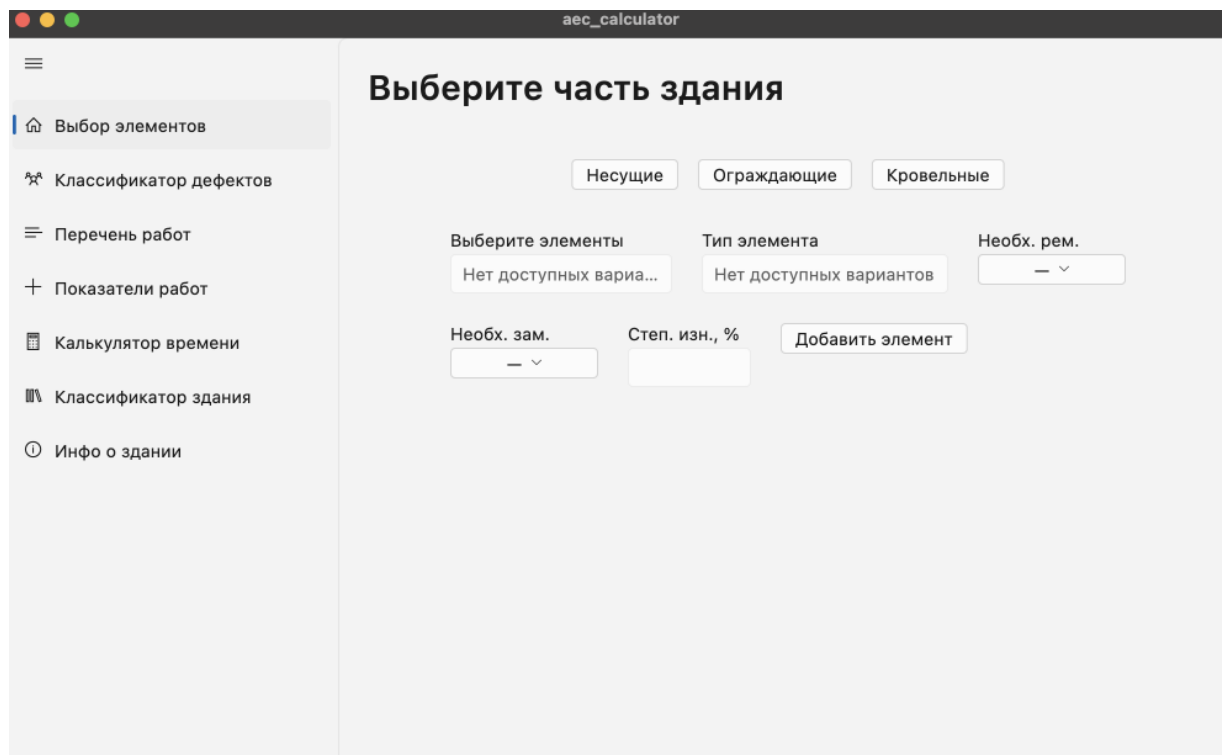 aec_calculator
Выбор элементов
Классификатор дефектов
Перечень работ
Показатели работ
Калькулятор времени
Классификатор здания
Инфо о здании
Выберите часть здания
Несущие Ограждающие Кровельные
Выберите элементы Тип элемента Необх. рем.
Нет доступных вариа... Нет доступных вариантов —
Необх. зам. Степ. изн., % Добавить элемент
—